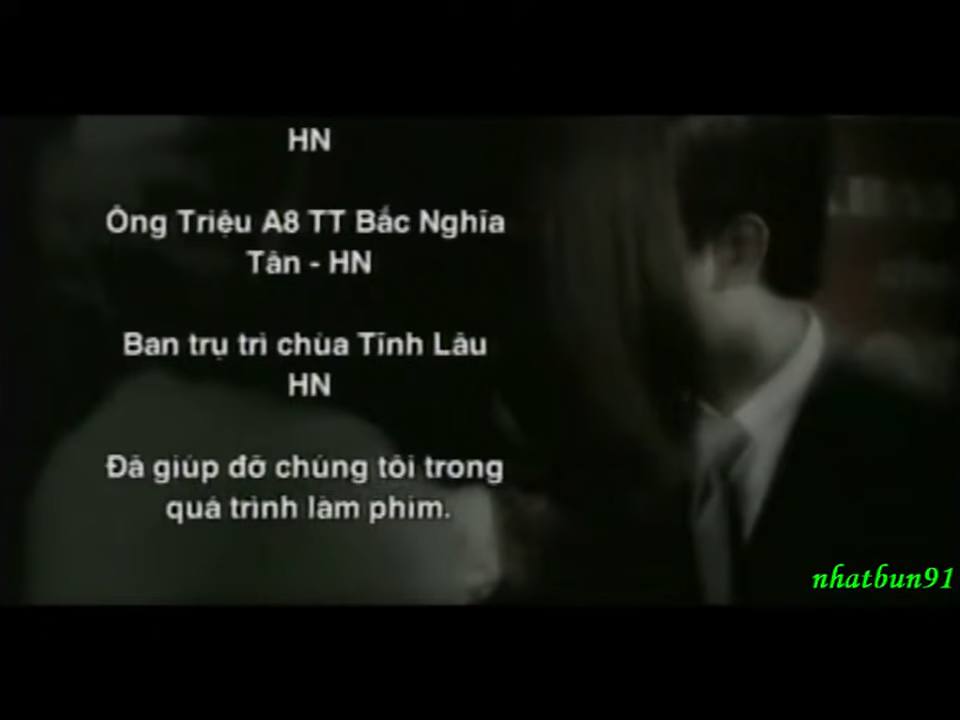 HN
Ông Triệu A8 TT Bắc Nghĩa
Tân - HN
Ban trụ trì chùa Tĩnh Lâu
HN
Đã giúp đỡ chúng tôi trong
quá trình làm phim.
nhatbun91